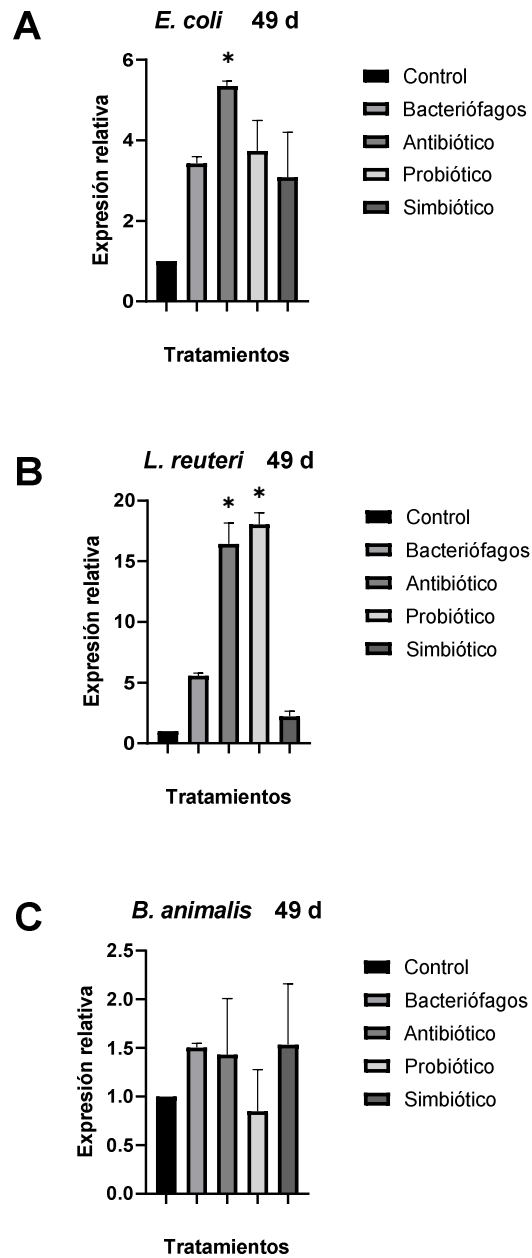 A
E. coli 49 d
Expresión relativa
6
4
2
0
*
Tratamientos
Control
Bacteriófagos
Antibiótico
Probiótico
Simbiótico
B
L. reuteri 49 d
Expresión relativa
20
15
10
5
0
* *
Tratamientos
Control
Bacteriófagos
Antibiótico
Probiótico
Simbiótico
C
B. animalis 49 d
Expresión relativa
2.5
2.0
1.5
1.0
0.5
0.0
Tratamientos
Control
Bacteriófagos
Antibiótico
Probiótico
Simbiótico